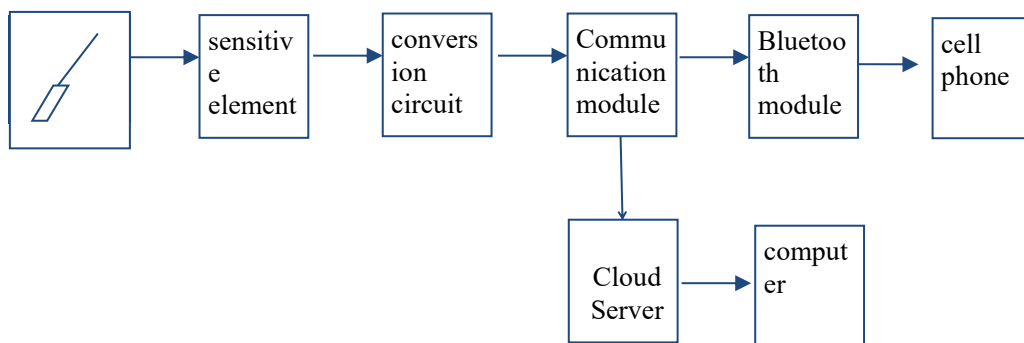 sensitiv
e
element
convers
ion
circuit
Commu
nication
module
Bluetoo
th
module
cell
phone
Cloud
Server
comput
er